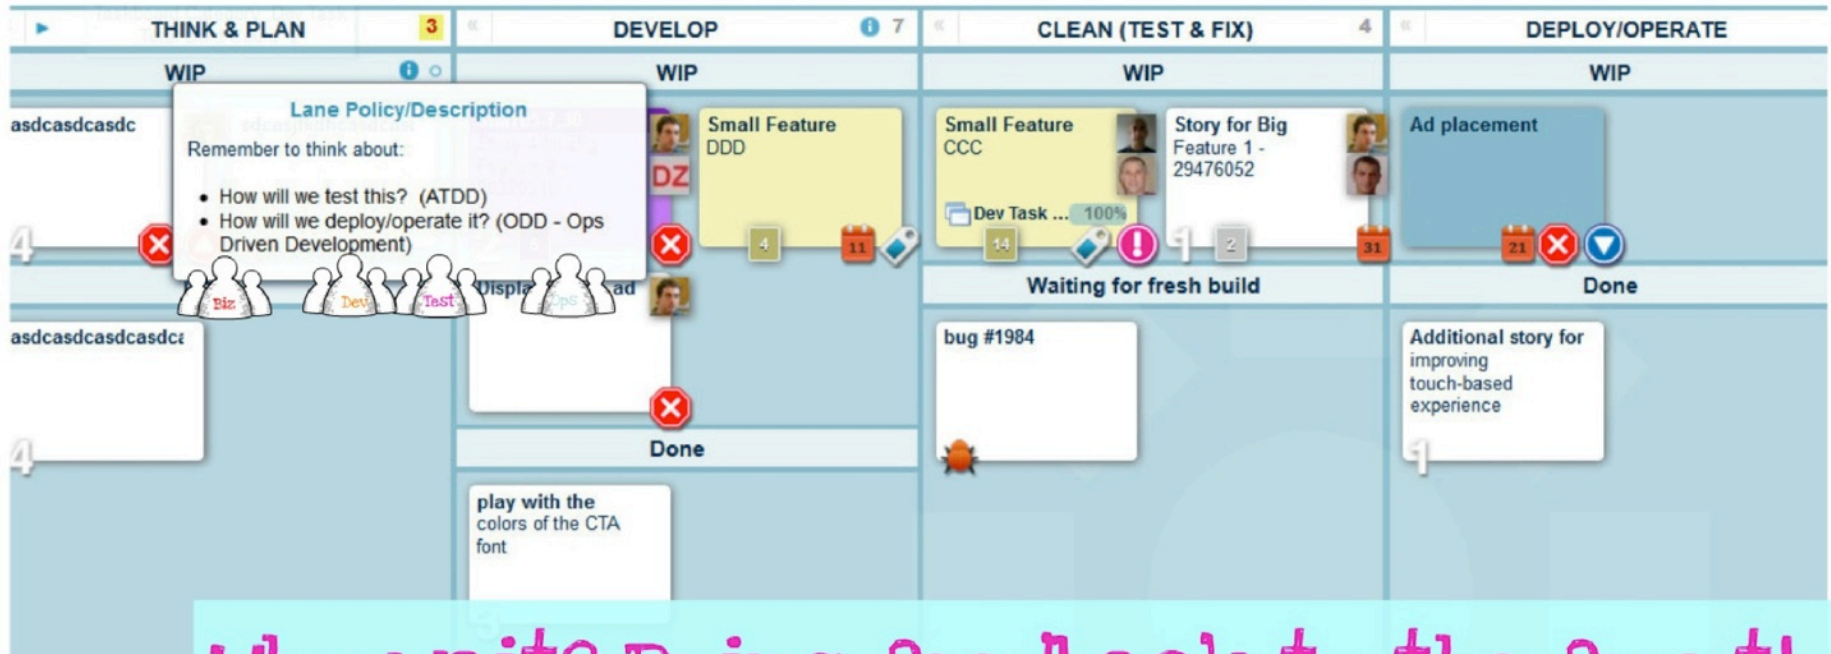 THINK & PLAN
3
DEVELOP
7
CLEAN (TEST & FIX)
4
DEPLOY/OPERATE
WIP
WIP
WIP
WIP
asdcasdcasdc
4
Lane Policy/Description
Remember to think about:
How will we test this? (ATDD)
How will we deploy/operate it? (ODD - Ops
Driven Development)
Biz
Dev
Test
Ops
DZ
Small Feature
DDD
4
11
Small Feature
CCC
Dev Task ... 100%
14
Story for Big
Feature 1 -
29476052
1
2
31
Ad placement
21
Waiting for fresh build
Done
asdcasdcasdcasdca
4
ad
bug #1984
Additional story for
improving
touch-based
experience
1
Done
play with the
colors of the CTA
font